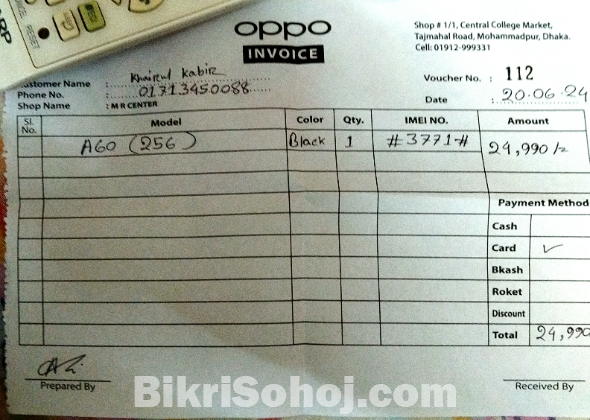 RESET
oppo
INVOICE
Shop # 1/1, Central College Market,
Tajmahal Road, Mohammadpur, Dhaka.
Cell: 01912-999331
ustomer Name : Khairul Kabir
Voucher No. : 112
Phone No. : 01713450088
Shop Name : M R CENTER
Date : 20.06.24
Sl. No. Model Color Qty. IMEI NO. Amount
A60 (256) Black 1 #3771# 24,990/-
Payment Method
Cash
Card ✓
Bkash
Roket
Discount
Total 24,990
Prepared By
Received By
BikriSohoj.com